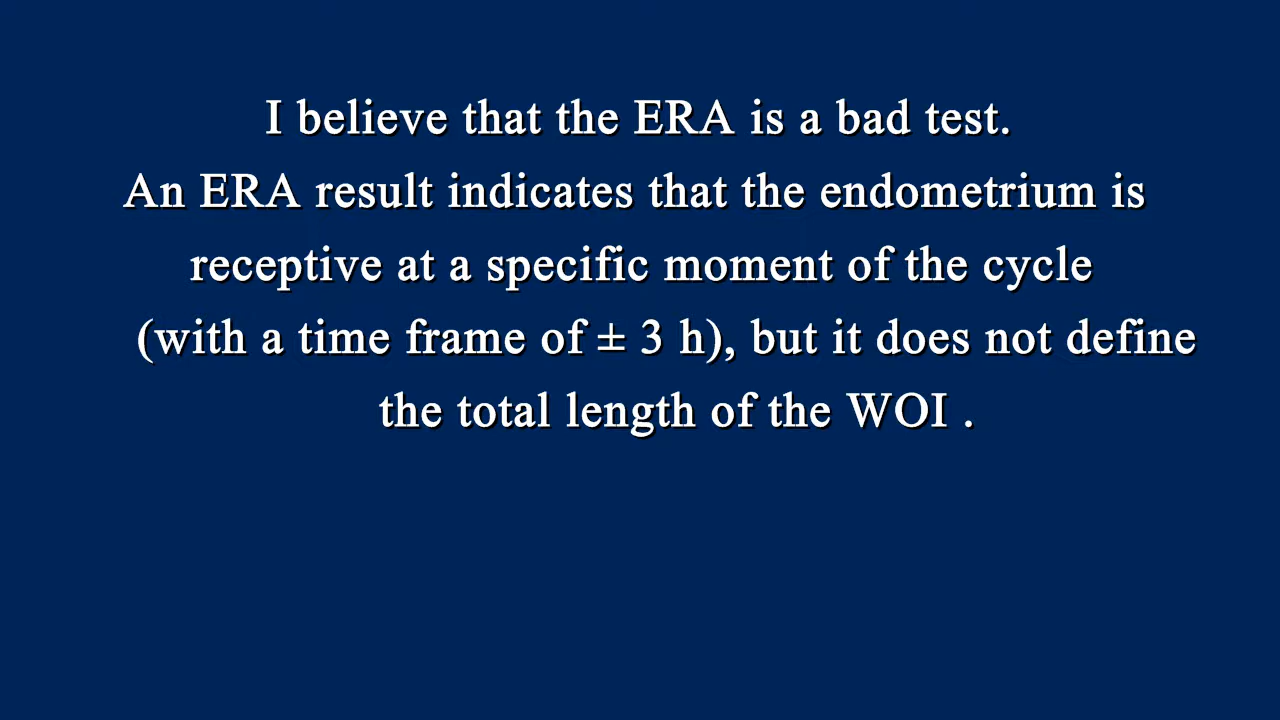 I believe that the ERA is a bad test.
An ERA result indicates that the endometrium is
receptive at a specific moment of the cycle
(with a time frame of ± 3 h), but it does not define
the total length of the WOI .